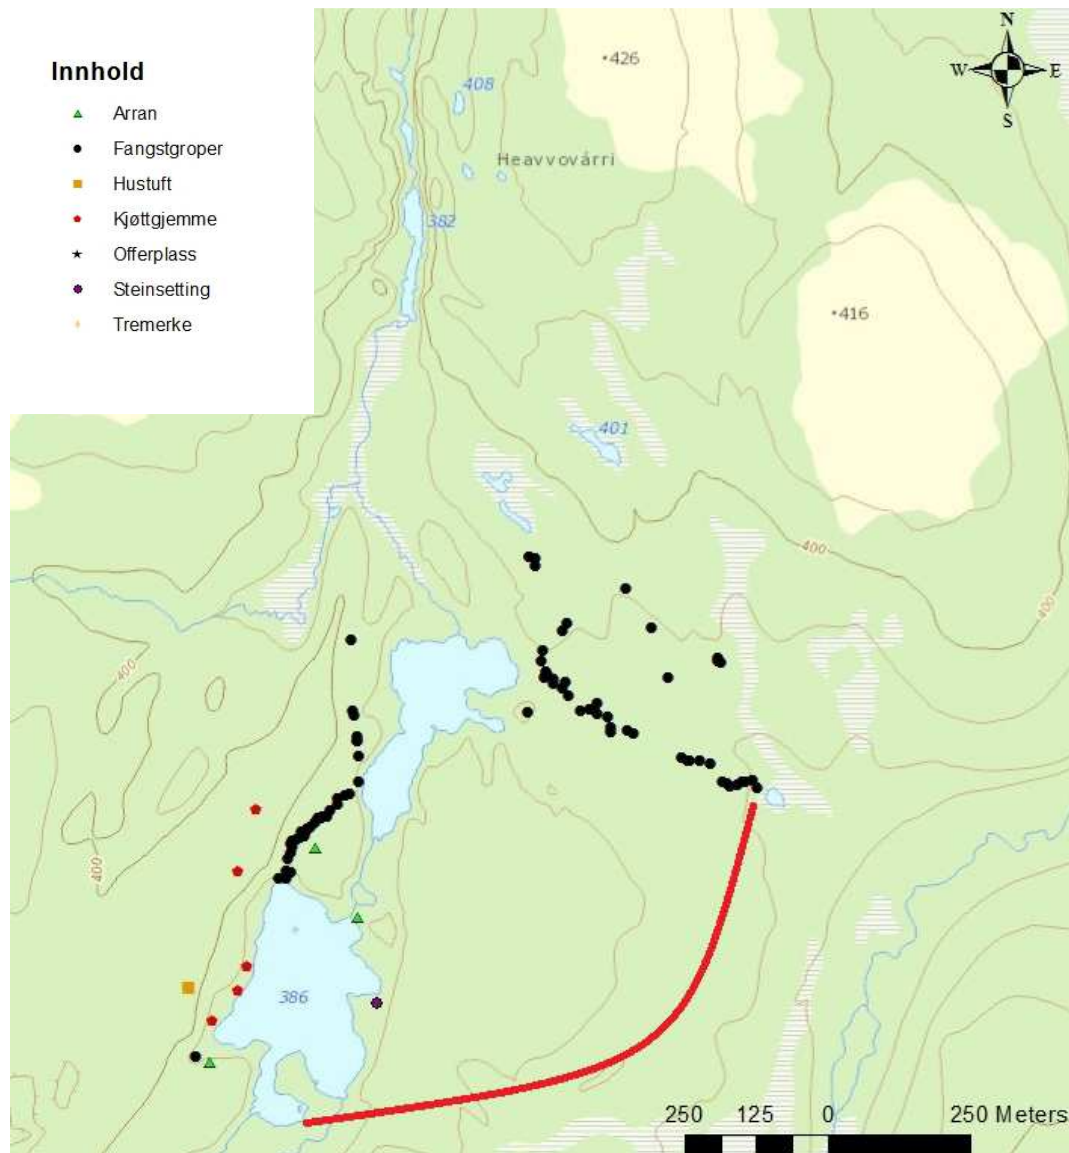 Innhold
Arran
Fangstgroper
Hustuft
Kjøttgjemme
Offerplass
Steinsetting
Tremerke
N
W E
S
426
408
Heavvovárri
382
416
401
400
400
400
400
386
250 125 0 250 Meters